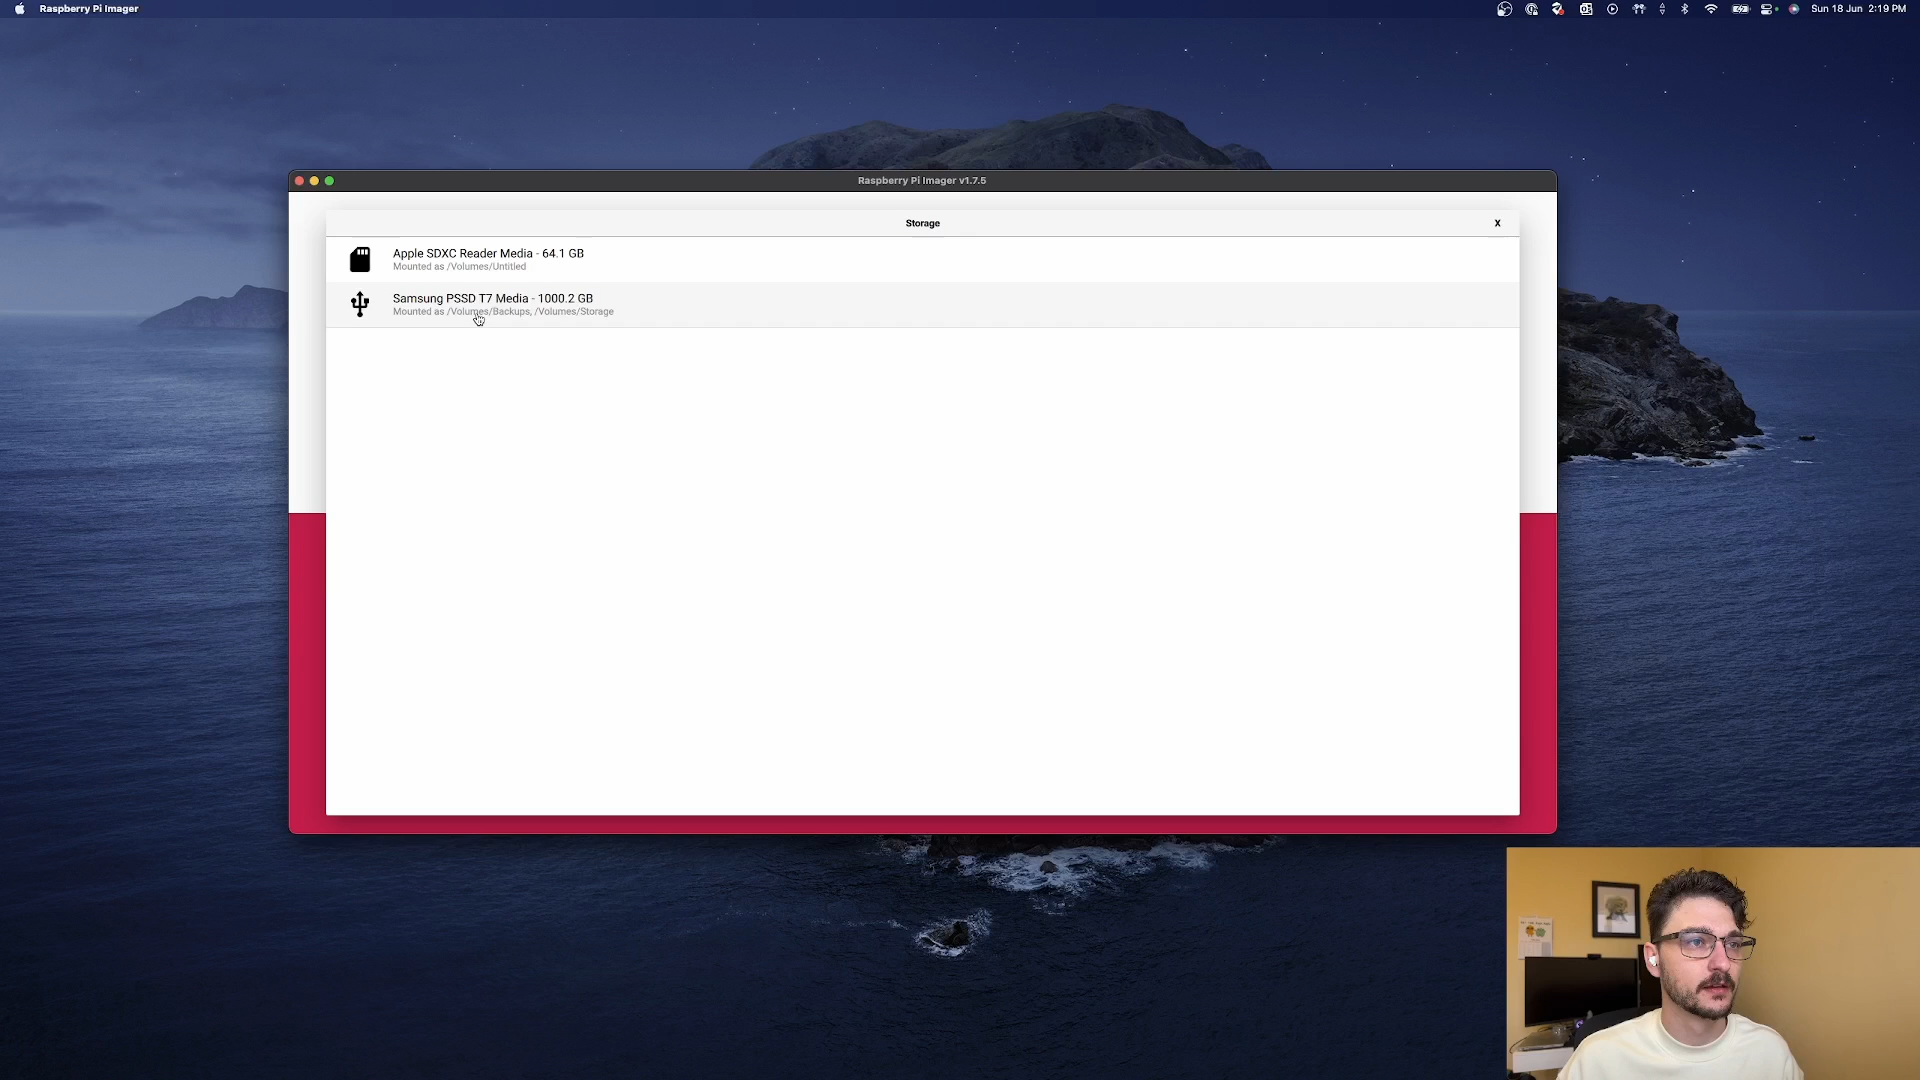 Raspberry Pi Imager
Sun 18 Jun 2:19 PM
Raspberry Pi Imager v1.7.5
Storage
X
Apple SDXC Reader Media - 64.1 GB
Mounted as /Volumes/Untitled
Samsung PSSD T7 Media - 1000.2 GB
Mounted as /Volumes/Backups, /Volumes/Storage